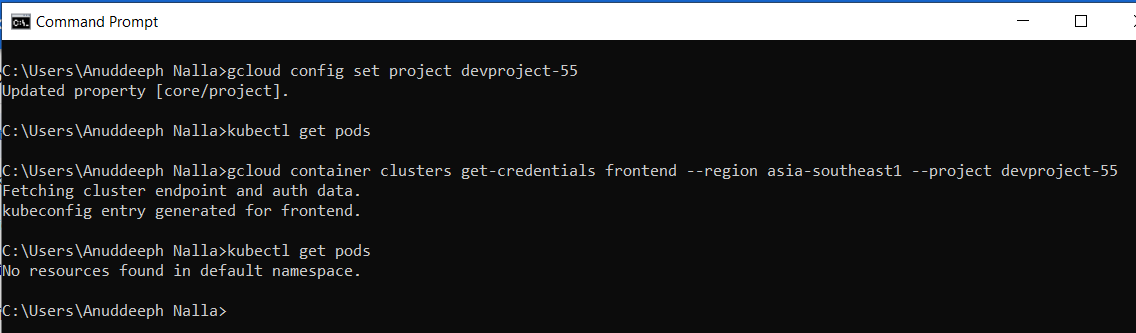 Command Prompt
C:\Users\Anuddeeph Nalla>gcloud config set project devproject-55
Updated property [core/project].
C:\Users\Anuddeeph Nalla>kubectl get pods
C:\Users\Anuddeeph Nalla>gcloud container clusters get-credentials frontend --region asia-southeast1 --project devproject-55
Fetching cluster endpoint and auth data.
kubeconfig entry generated for frontend.
C:\Users\Anuddeeph Nalla>kubectl get pods
No resources found in default namespace.
C:\Users\Anuddeeph Nalla>